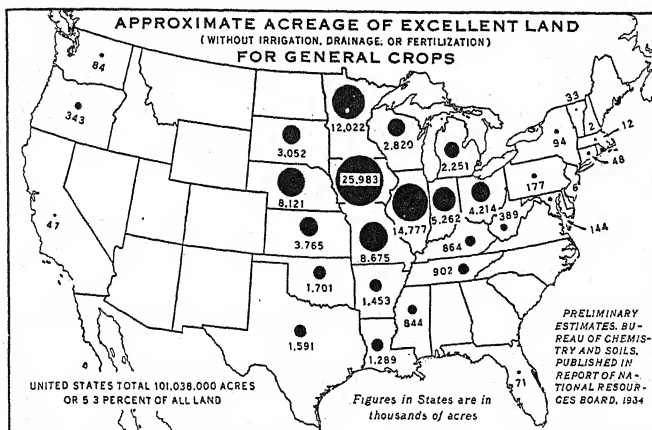 APPROXIMATE ACREAGE OF EXCELLENT LAND
(WITHOUT IRRIGATION, DRAINAGE, OR FERTILIZATION)
FOR GENERAL CROPS
84
343
47
12,022
3,052
2,820
2,251
25,983
8,121
14,777
5,262
4,214
3,765
8,675
864
389
1,701
1,453
902
1,591
1,289
844
71
33
2
12
94
48
177
6
144
PRELIMINARY
ESTIMATES. BU-
REAU OF CHEMIS-
TRY AND SOILS,
PUBLISHED IN
REPORT OF NA-
TIONAL RESOUR-
CES BOARD, 1934
UNITED STATES TOTAL 101,038,000 ACRES
OR 5.3 PERCENT OF ALL LAND
Figures in States are in
thousands of acres